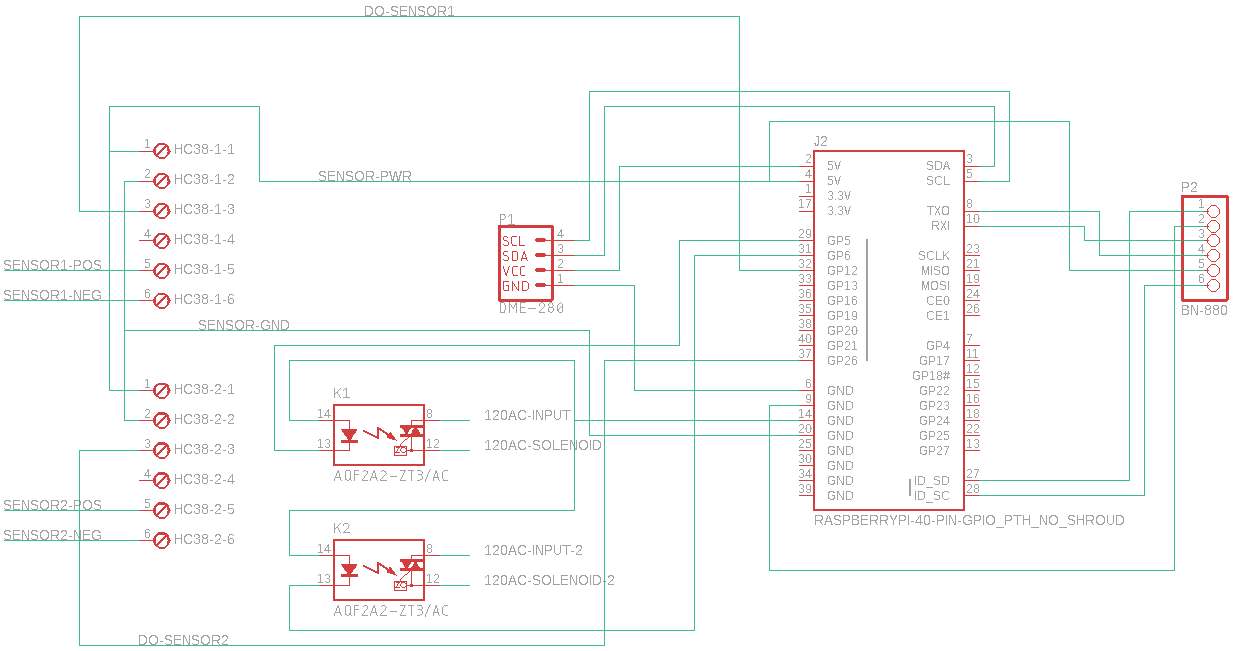 DO-SENSOR1
1 HC38-1-1
2 HC38-1-2
3 HC38-1-3
4 HC38-1-4
SENSOR1-POS 5 HC38-1-5
SENSOR1-NEG 6 HC38-1-6
SENSOR-PWR
SENSOR-GND
1 HC38-2-1
2 HC38-2-2
3 HC38-2-3
4 HC38-2-4
SENSOR2-POS 5 HC38-2-5
SENSOR2-NEG 6 HC38-2-6
DO-SENSOR2
P1
SCL 4
SDA 3
VCC 2
GND 1
DME-280
K1
14 8 120AC-INPUT
13 ZC 12 120AC-SOLENOID
AQF2A2-ZT3/AC
K2
14 8 120AC-INPUT-2
13 ZC 12 120AC-SOLENOID-2
AQF2A2-ZT3/AC
J2
2 5V SDA 3
4 5V SCL 5
1 3.3V
17 3.3V TXO 8
RXI 10
29 GP5
31 GP6 SCLK 23
32 GP12 MISO 21
33 GP13 MOSI 19
36 GP16 CE0 24
35 GP19 CE1 26
38 GP20
40 GP21 GP4 7
37 GP26 GP17 11
GP18# 12
6 GND GP22 15
9 GND GP23 16
14 GND GP24 18
20 GND GP25 22
25 GND GP27 13
30 GND
34 GND ID_SD 27
39 GND ID_SC 28
RASPBERRYPI-40-PIN-GPIO_PTH_NO_SHROUD
P2
1
2
3
4
5
6
BN-880